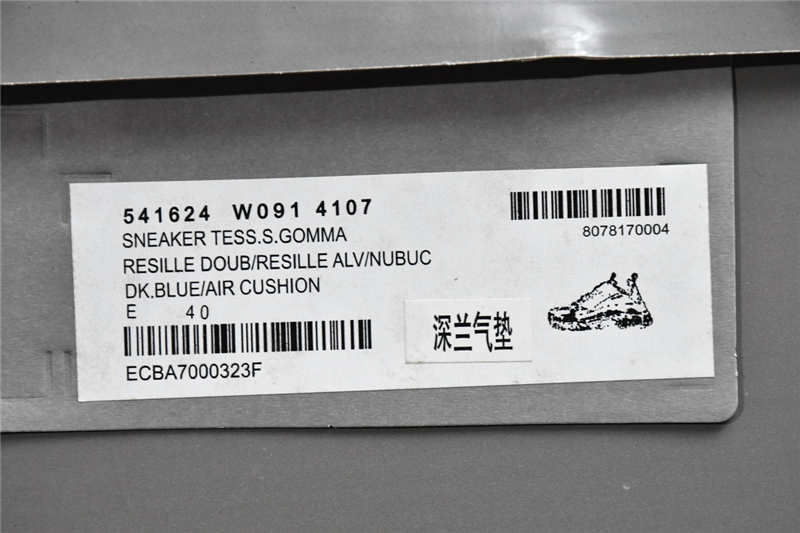 541624 W091 4107
SNEAKER TESS.S.GOMMA
RESILLE DOUB/RESILLE ALV/NUBUC
DK.BLUE/AIR CUSHION
E 40
ECBA7000323F
8078170004
深兰气垫